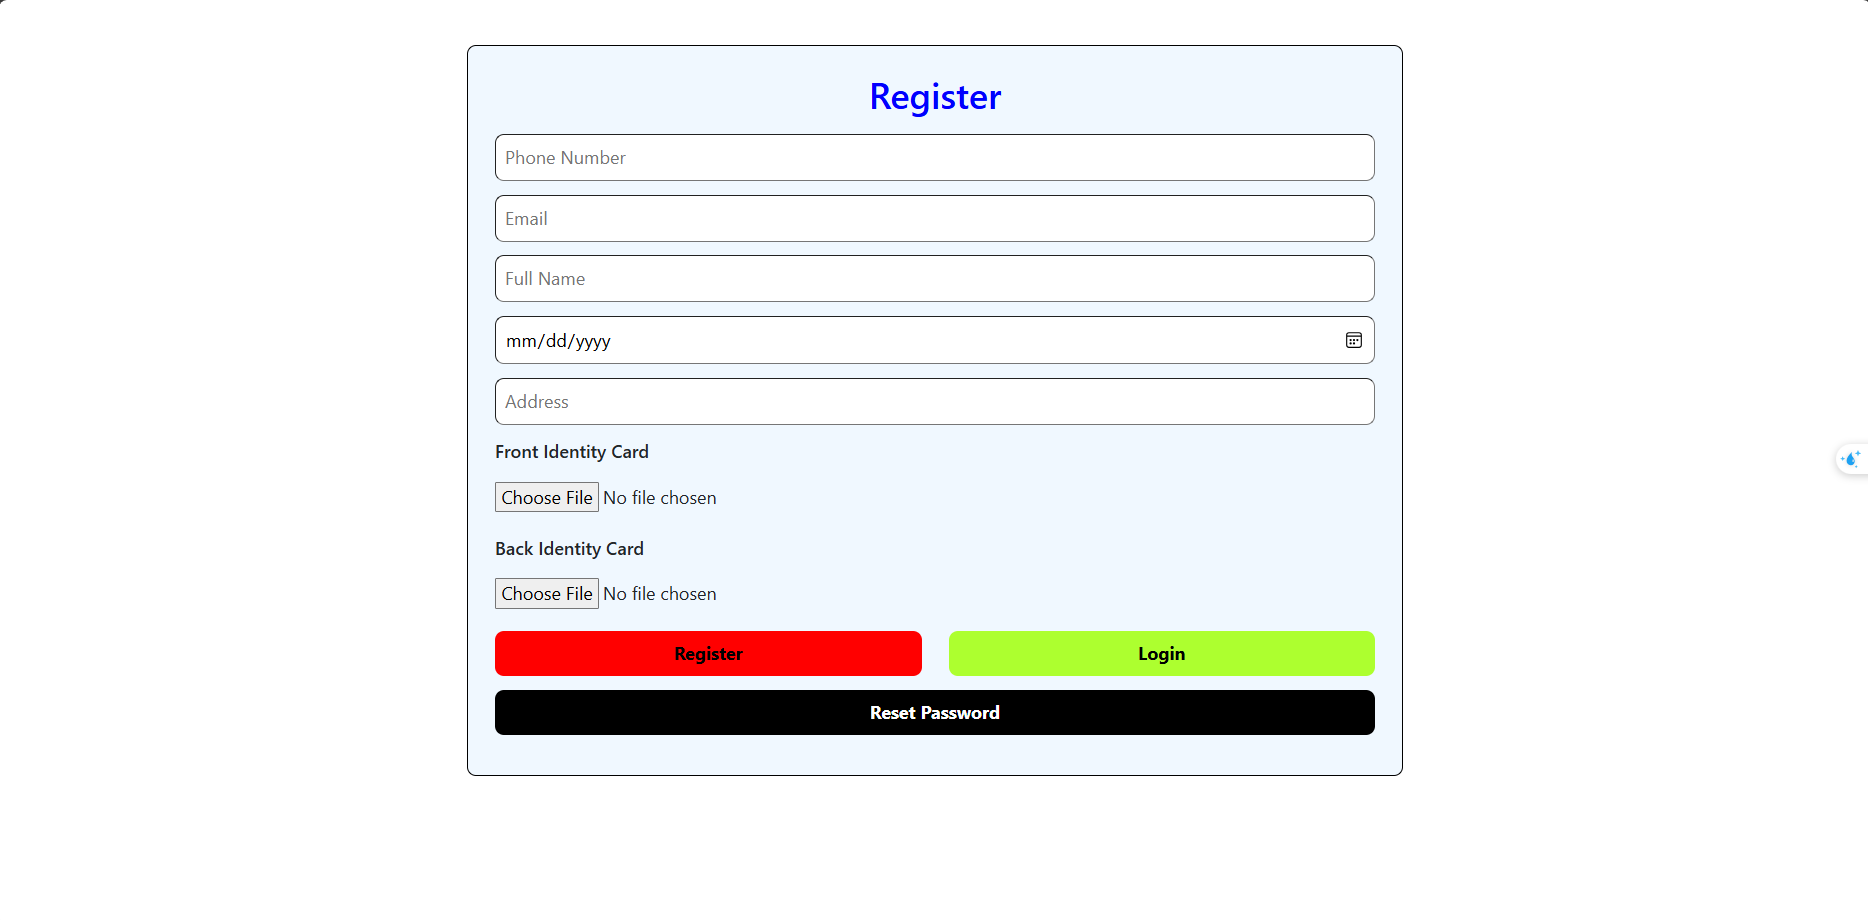 Register
Phone Number
Email
Full Name
mm/dd/yyyy
Address
Front Identity Card
Choose File No file chosen
Back Identity Card
Choose File No file chosen
Register Login
Reset Password